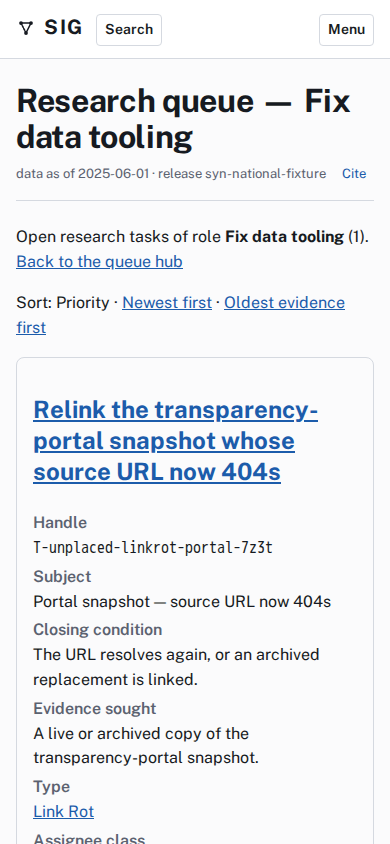 SIG
Search
Menu
Research queue — Fix
data tooling
data as of 2025-06-01 · release syn-national-fixture
Cite
Open research tasks of role Fix data tooling (1).
Back to the queue hub
Sort: Priority · Newest first · Oldest evidence
first
Relink the transparency-
portal snapshot whose
source URL now 404s
Handle
T-unplaced-linkrot-portal-7z3t
Subject
Portal snapshot — source URL now 404s
Closing condition
The URL resolves again, or an archived
replacement is linked.
Evidence sought
A live or archived copy of the
transparency-portal snapshot.
Type
Link Rot
Assignee class